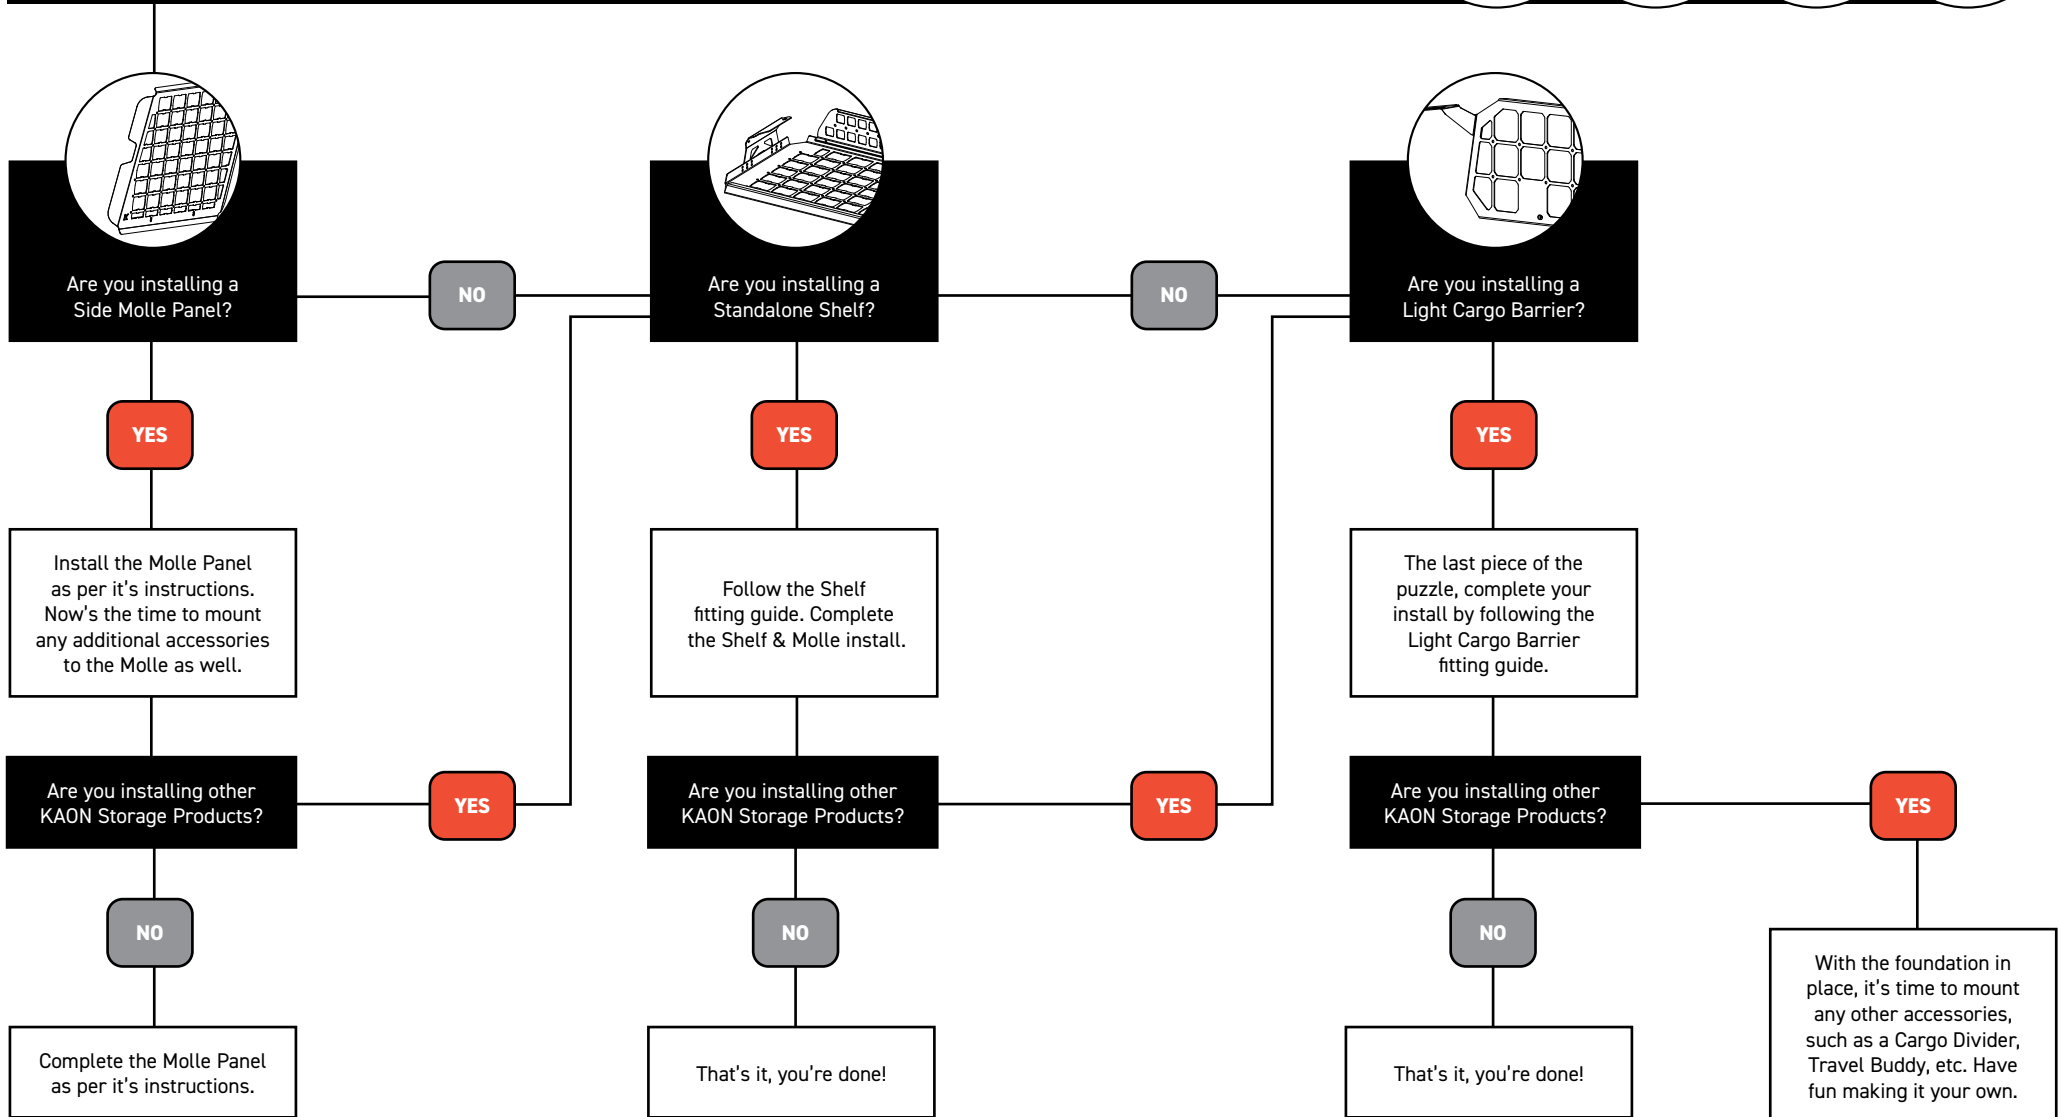 Are you installing a
Side Molle Panel?
NO
Are you installing a
Standalone Shelf?
NO
Are you installing a
Light Cargo Barrier?
YES
YES
YES
Install the Molle Panel
as per it's instructions.
Now's the time to mount
any additional accessories
to the Molle as well.
Follow the Shelf
fitting guide. Complete
the Shelf & Molle install.
The last piece of the
puzzle, complete your
install by following the
Light Cargo Barrier
fitting guide.
Are you installing other
KAON Storage Products?
YES
Are you installing other
KAON Storage Products?
YES
Are you installing other
KAON Storage Products?
YES
NO
NO
NO
Complete the Molle Panel
as per it's instructions.
That's it, you're done!
That's it, you're done!
With the foundation in
place, it's time to mount
any other accessories,
such as a Cargo Divider,
Travel Buddy, etc. Have
fun making it your own.